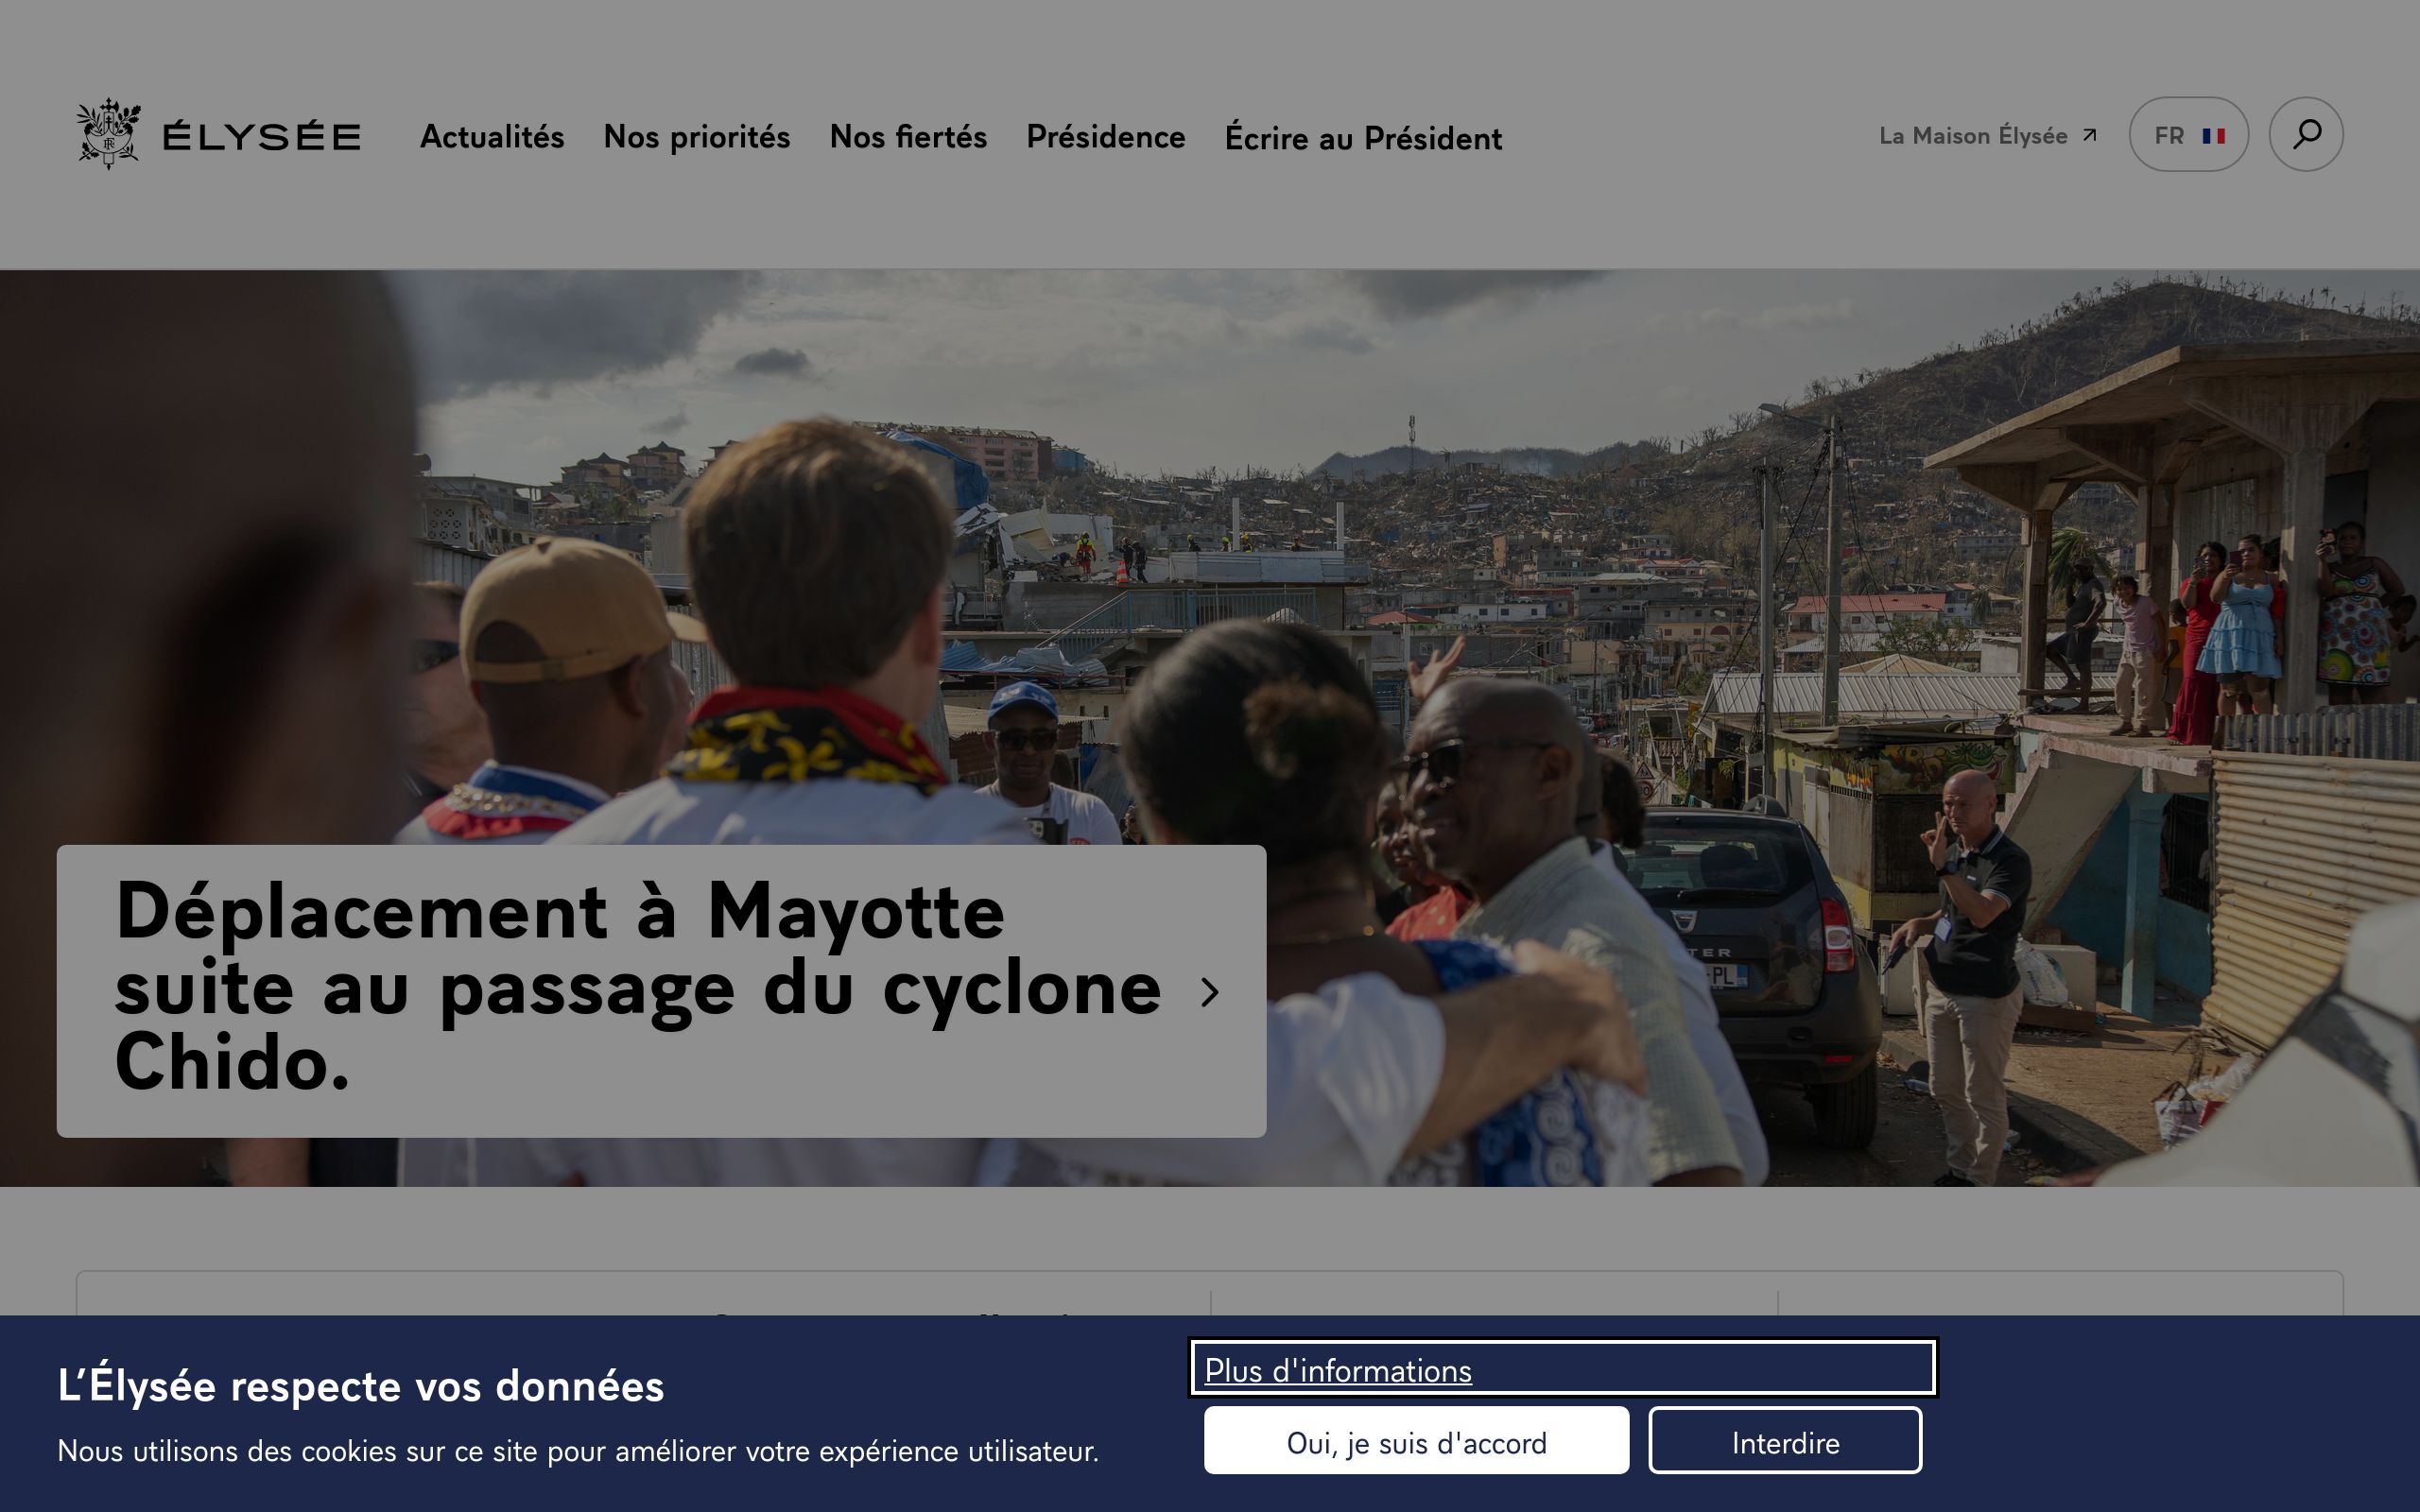 ÉLYSÉE
Actualités
Nos priorités
Nos fiertés
Présidence
Écrire au Président
La Maison Élysée
FR
Déplacement à Mayotte
suite au passage du cyclone
Chido.
L’Élysée respecte vos données
Nous utilisons des cookies sur ce site pour améliorer votre expérience utilisateur.
Plus d'informations
Oui, je suis d'accord
Interdire